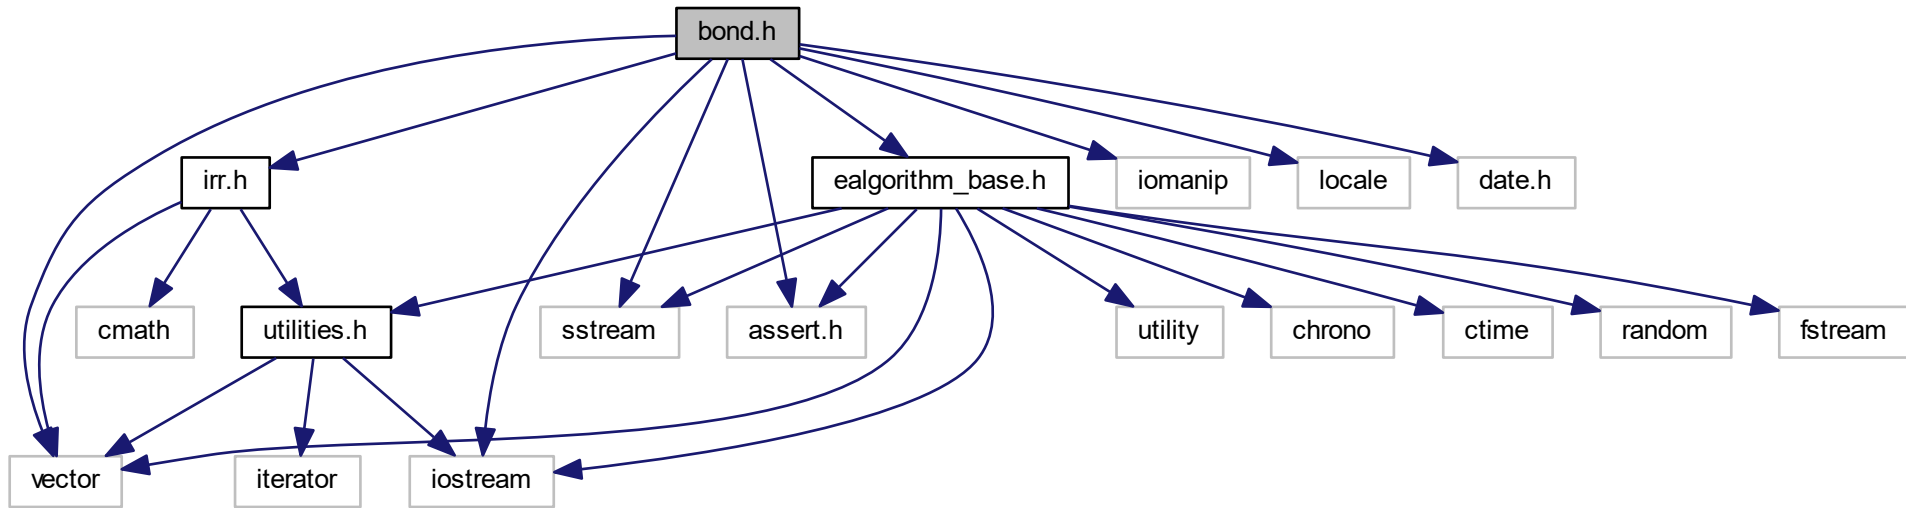 bond.h
irr.h
ealgorithm_base.h
iomanip
locale
date.h
cmath
utilities.h
sstream
assert.h
utility
chrono
ctime
random
fstream
vector
iterator
iostream